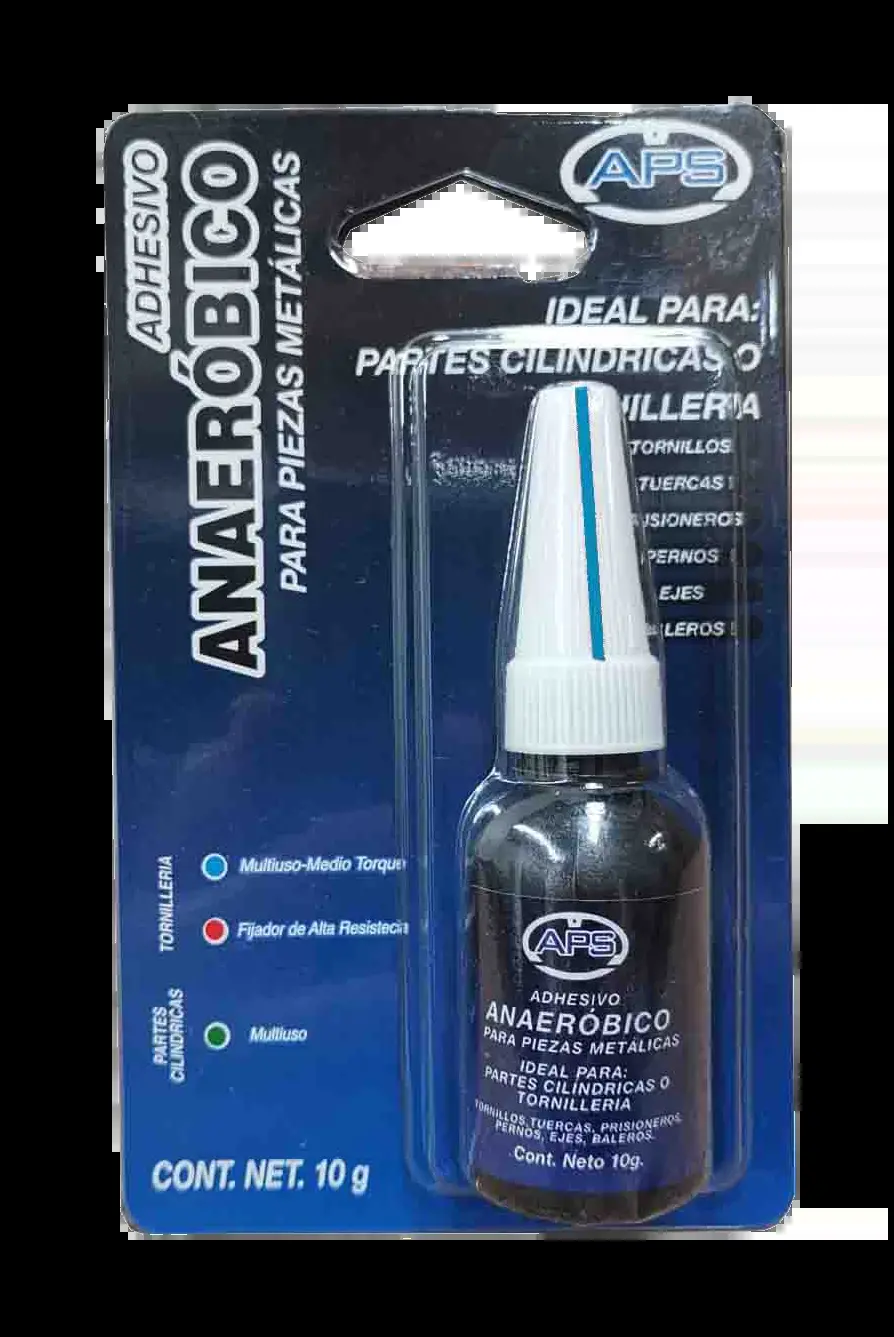 ADHESIVO
ANAERÓBICO
PARA PIEZAS METÁLICAS
APS
IDEAL PARA:
PARTES CILINDRICAS O
TORNILLOS
TUERCAS
PERNOS
EJES
TORNILLERIA
Multiuso-Medio Torque
Fijador de Alta Resistecia
PARTES
CILINDRICAS
Multiuso
CONT. NET. 10 g
APS
ADHESIVO
ANAERÓBICO
PARA PIEZAS METÁLICAS
IDEAL PARA:
PARTES CILÍNDRICAS O
TORNILLERIA
TORNILLOS, TUERCAS, PRISIONEROS,
PERNOS, EJES, BALEROS.
Cont. Neto 10g.